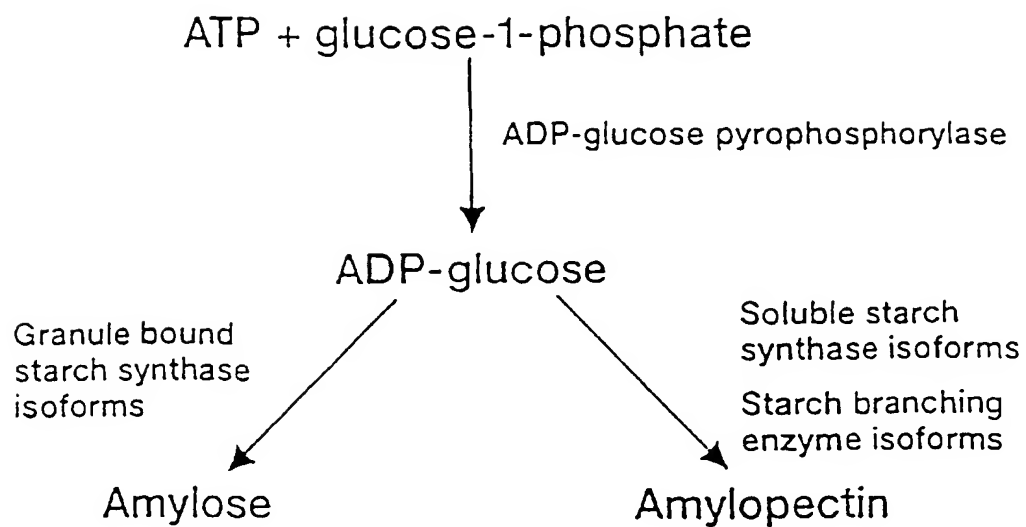 ATP + glucose-1-phosphate
ADP-glucose pyrophosphorylase
ADP-glucose
Granule bound
starch synthase
isoforms
Soluble starch
synthase isoforms
Starch branching
enzyme isoforms
Amylose
Amylopectin